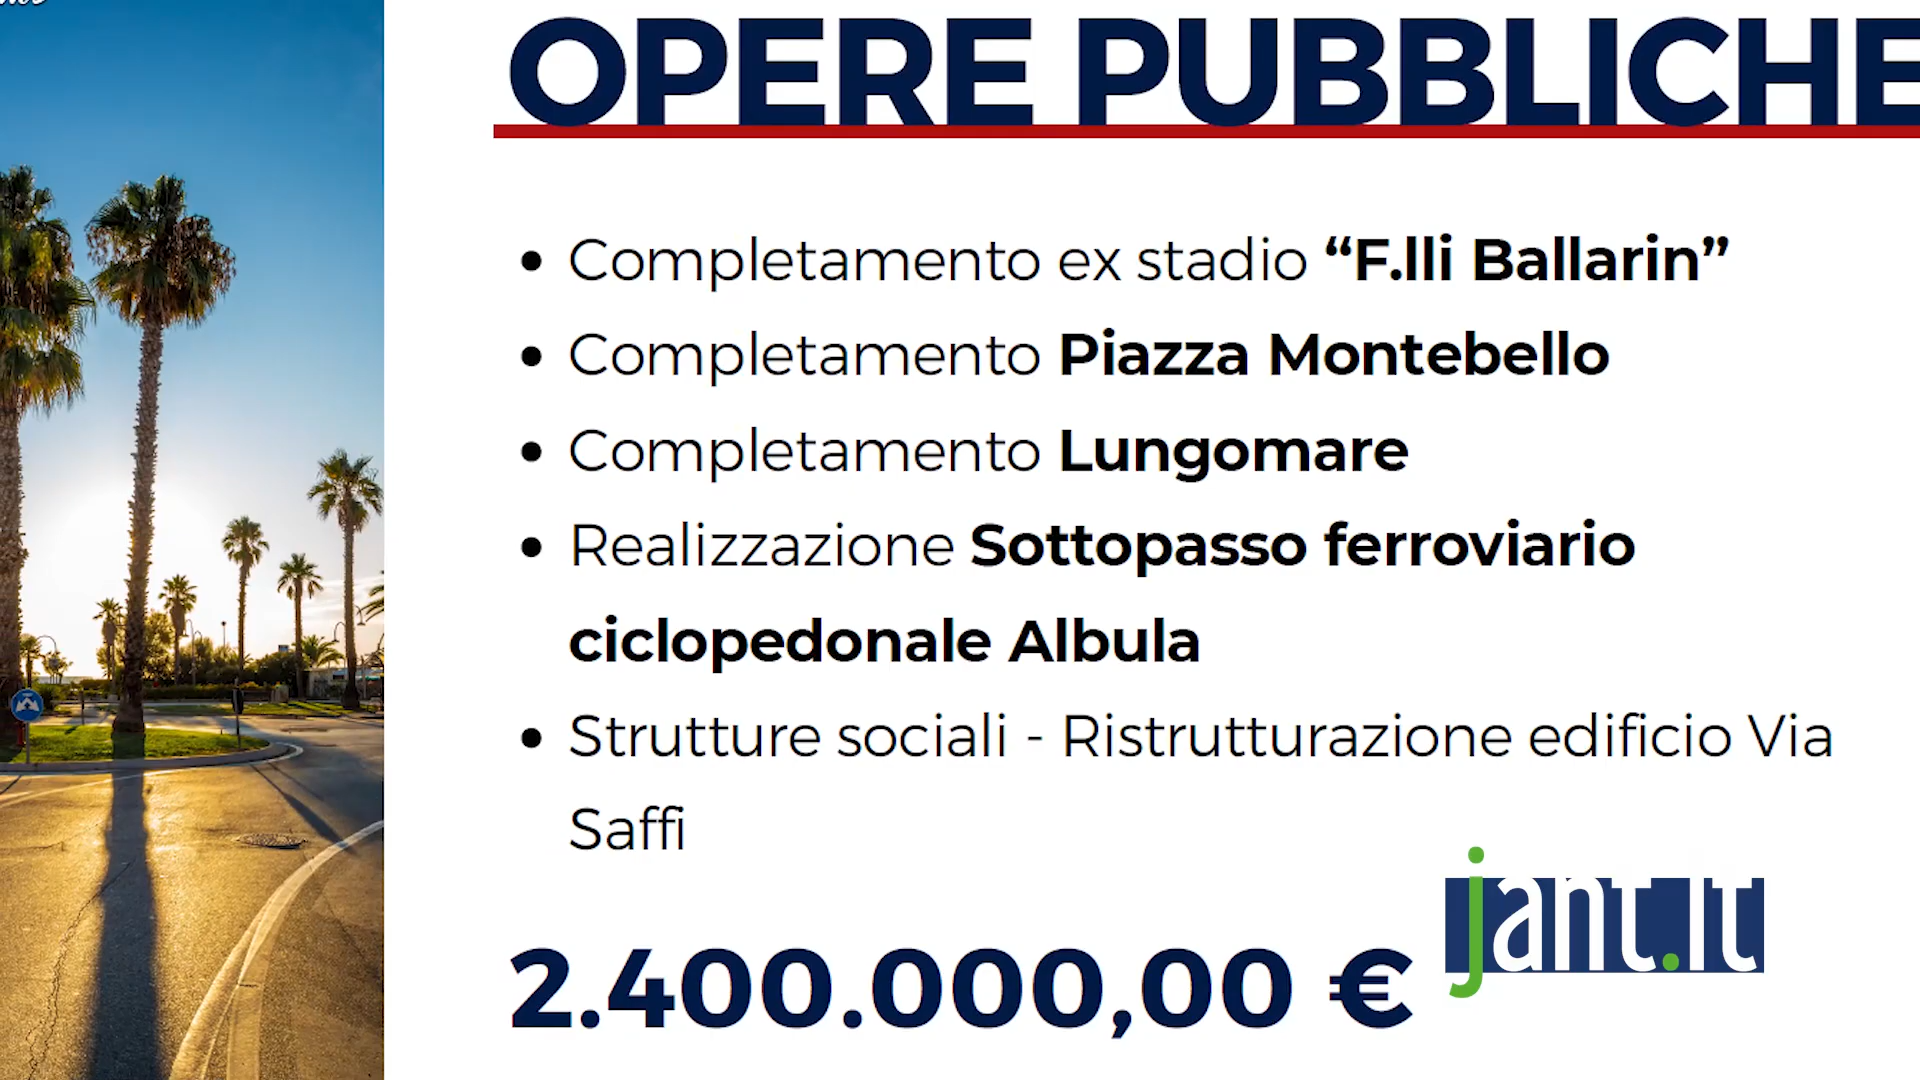 OPERE PUBBLICHE
• Completamento ex stadio “F.lli Ballarin”
• Completamento Piazza Montebello
• Completamento Lungomare
• Realizzazione Sottopasso ferroviario
ciclopedonale Albula
• Strutture sociali - Ristrutturazione edificio Via
Saffi
2.400.000,00 €
jant.it